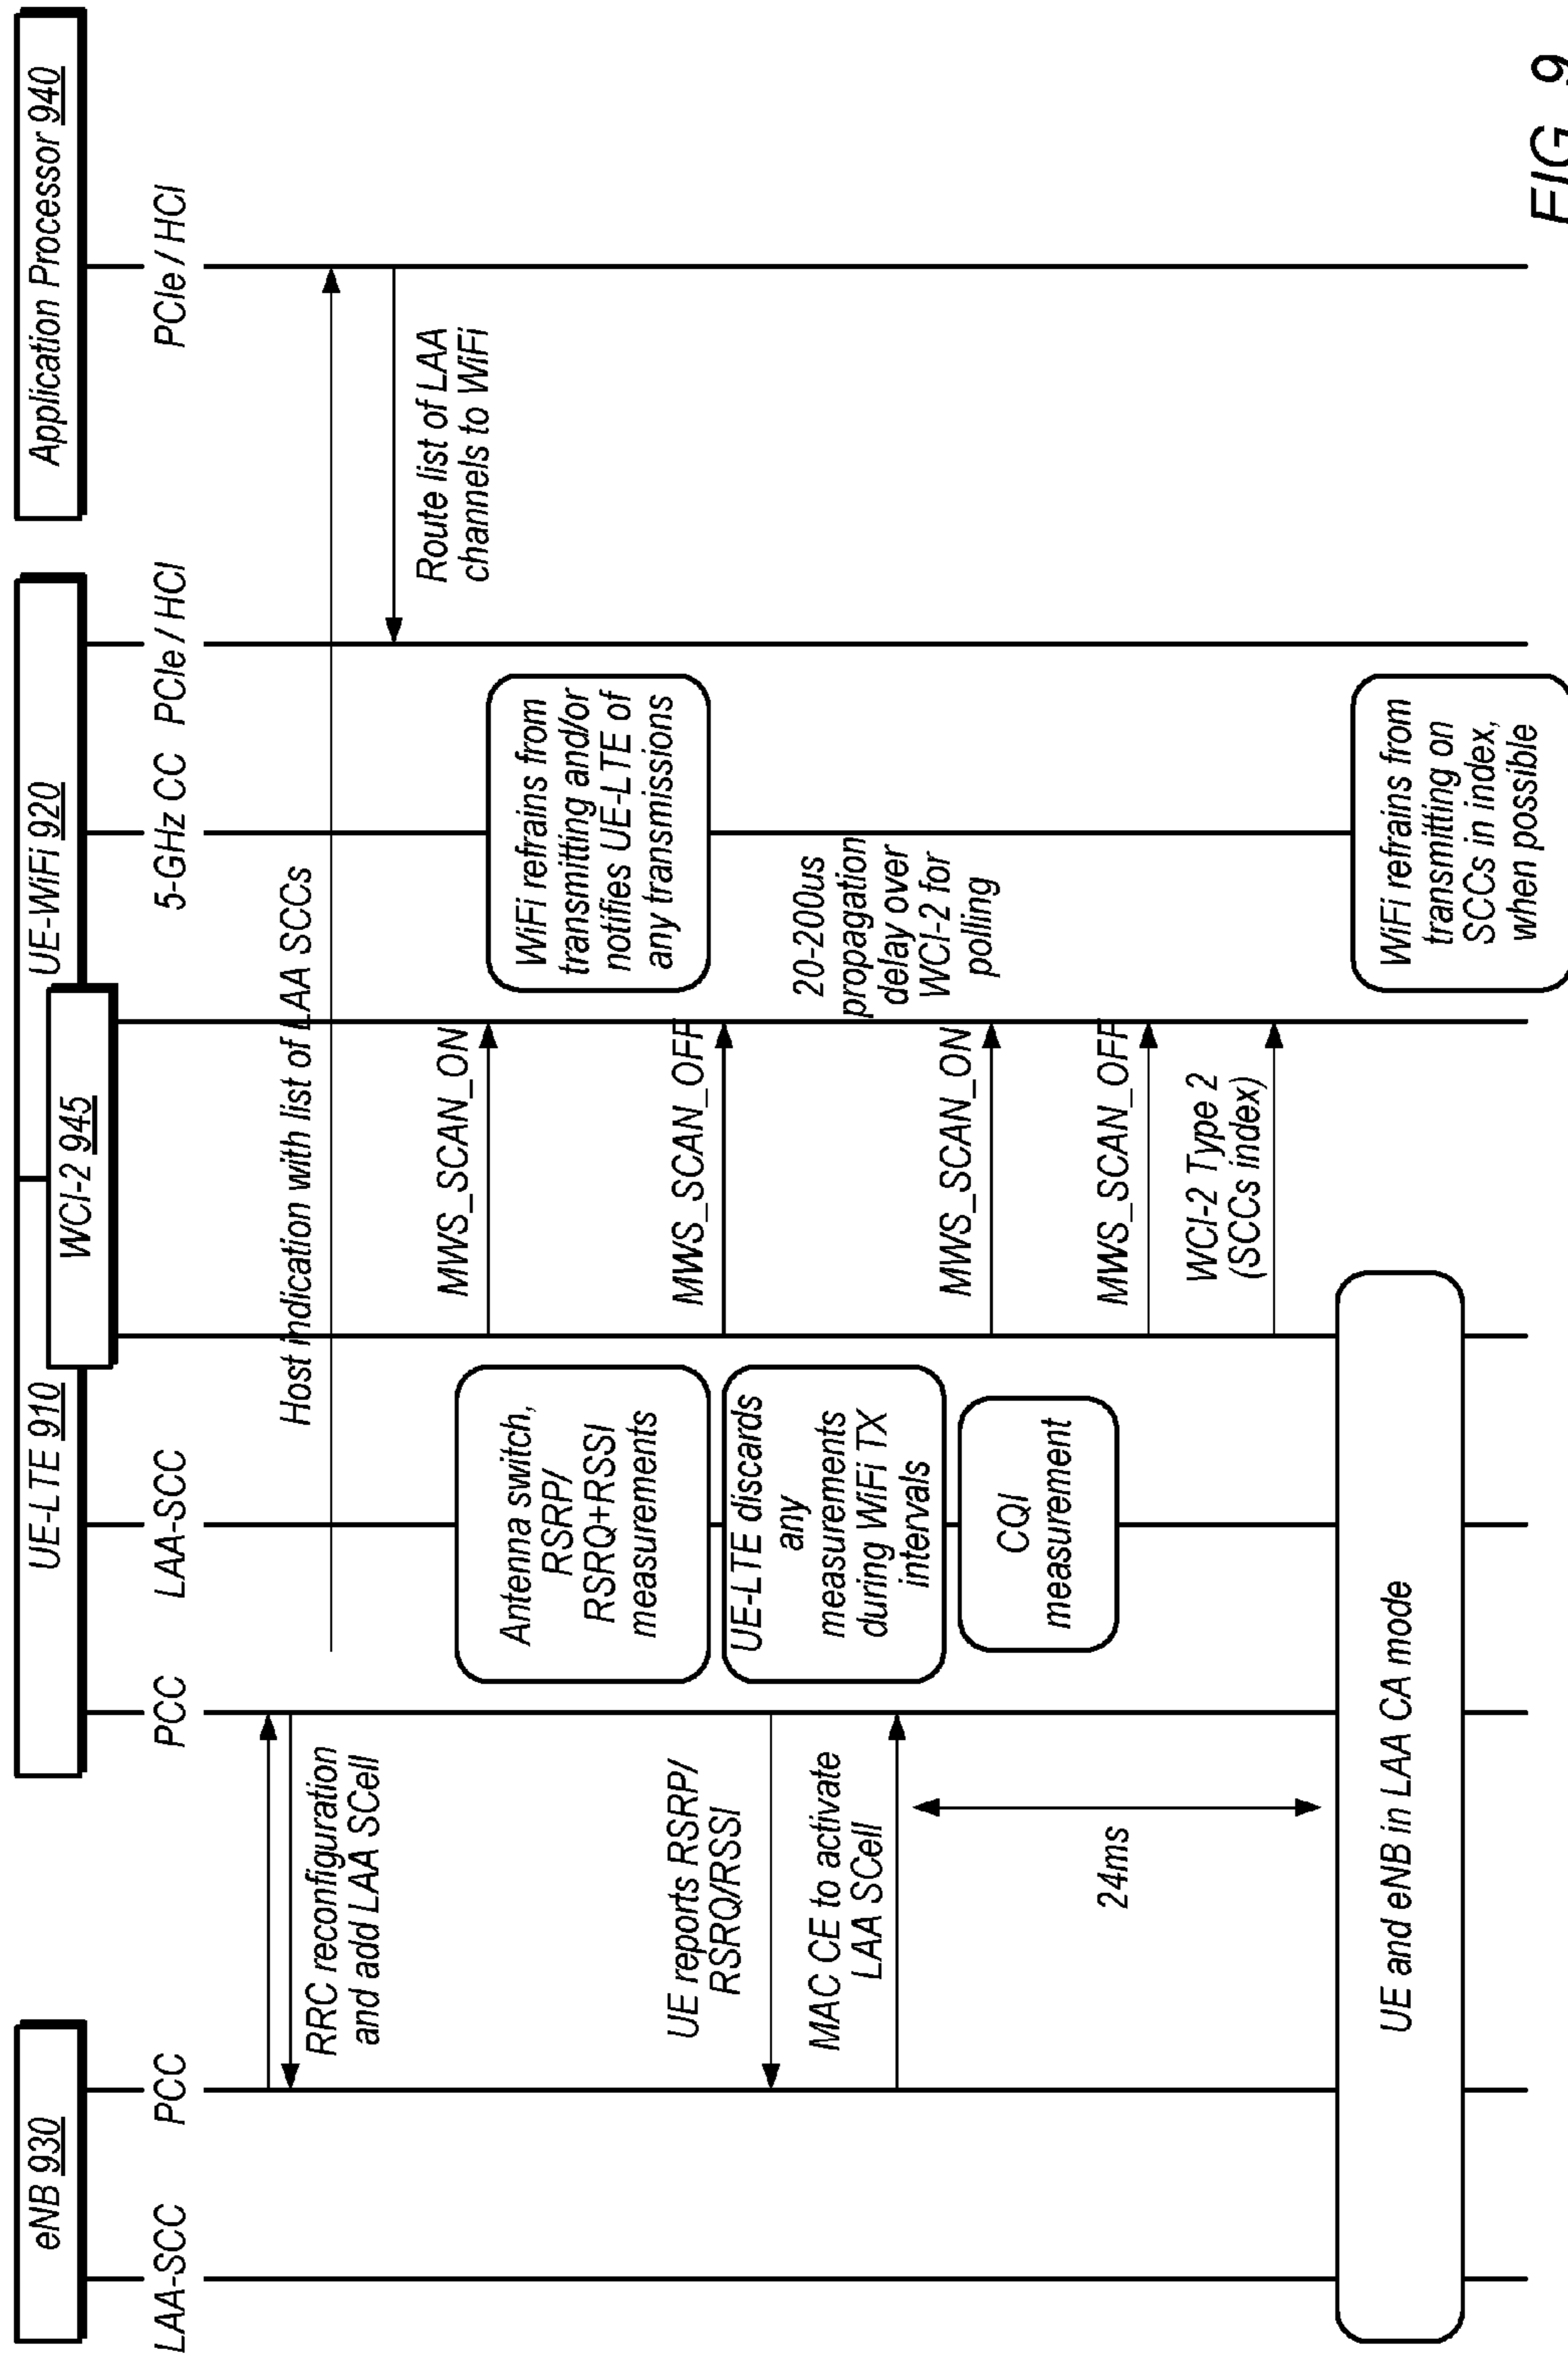 eNB 930
UE-LTE 910
WCI-2 945
UE-WiFi 920
Application Processor 940
LAA-SCC
PCC
PCC
LAA-SCC
5-GHz CC
PCIe / HCI
PCIe / HCI
Host indication with list of LAA SCCs
RRC reconfiguration
and add LAA SCell
Route list of LAA
channels to WiFi
MWS_SCAN_ON
Antenna switch,
RSRP/
RSRQ+RSSI
measurements
WiFi refrains from
transmitting and/or
notifies UE-LTE of
any transmissions
MWS_SCAN_OFF
UE reports RSRP/
RSRQ/RSSI
UE-LTE discards
any
measurements
during WiFi TX
intervals
20-200us
propagation
delay over
WCI-2 for
polling
MAC CE to activate
LAA SCell
MWS_SCAN_ON
CQI
measurement
24ms
MWS_SCAN_OFF
WCI-2 Type 2
(SCCs index)
UE and eNB in LAA CA mode
WiFi refrains from
transmitting on
SCCs in index,
when possible
FIG. 9